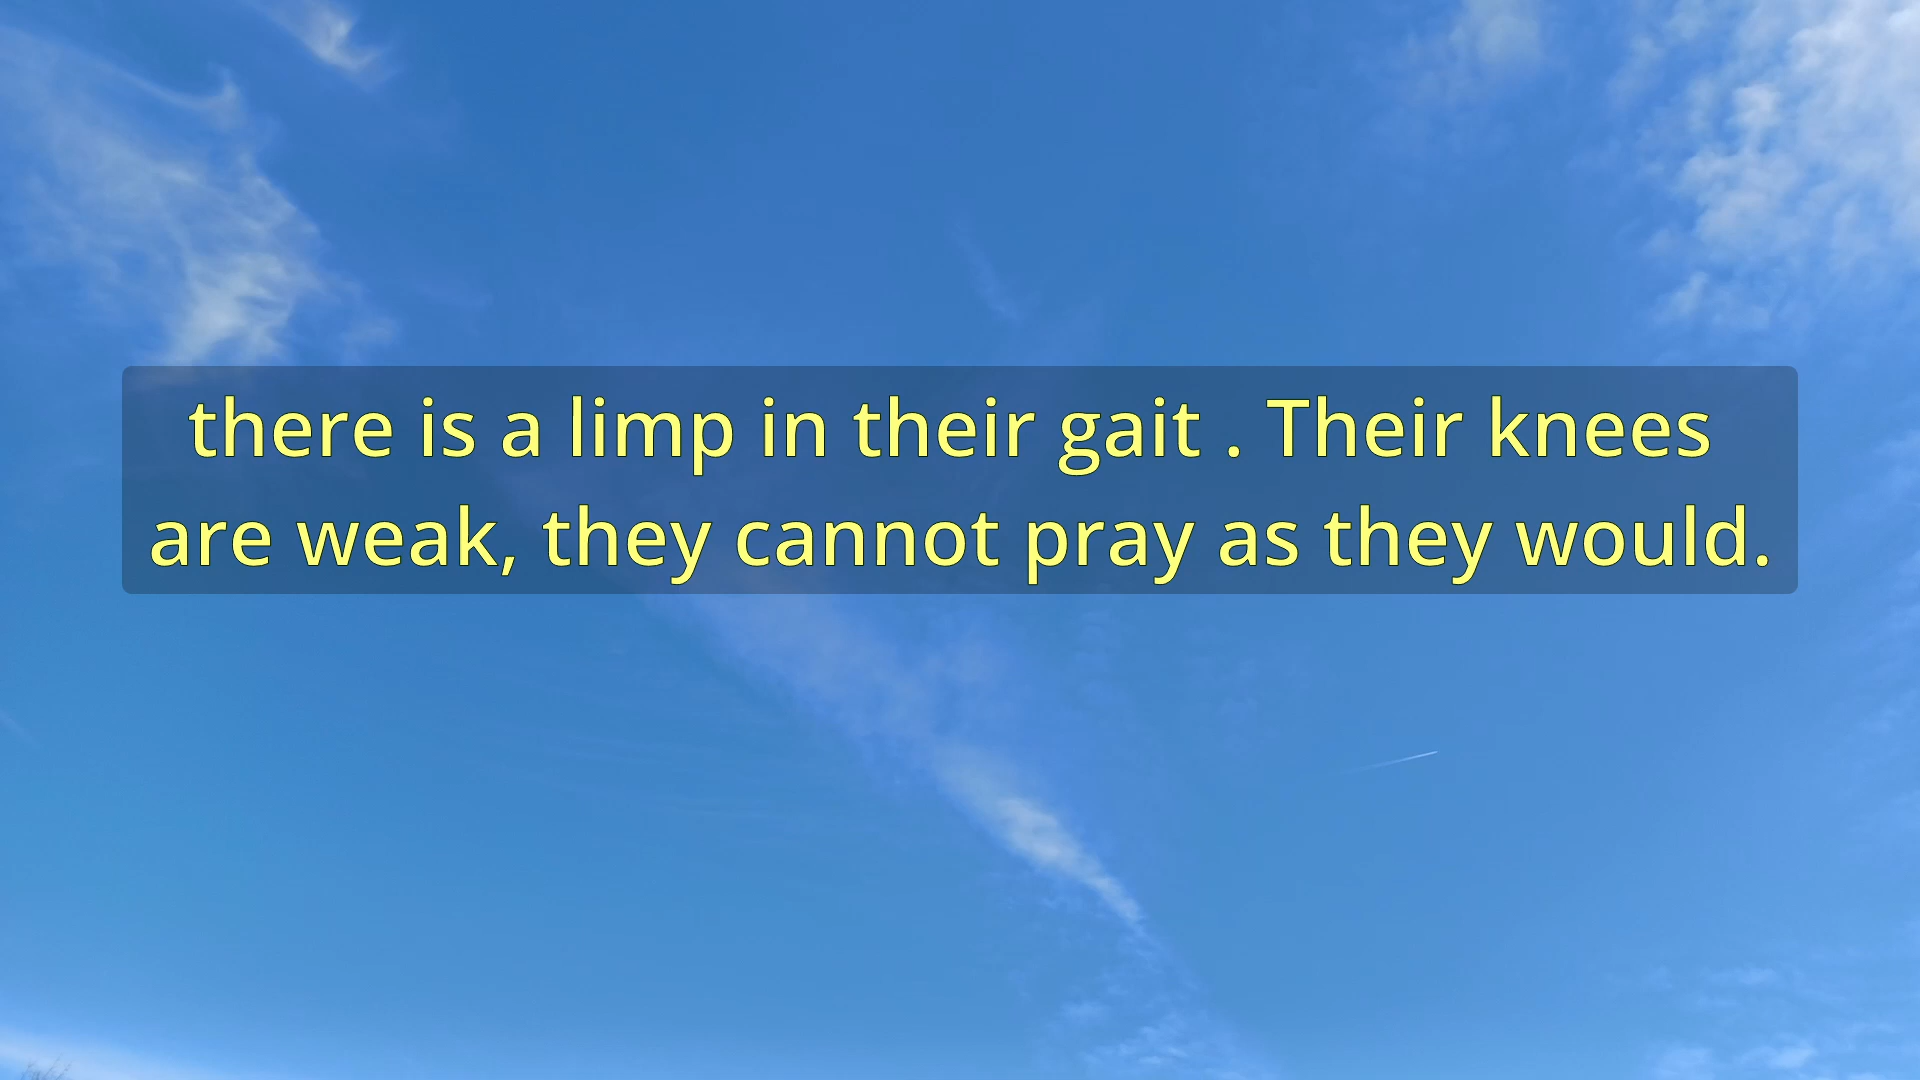 there is a limp in their gait . Their knees
are weak, they cannot pray as they would.